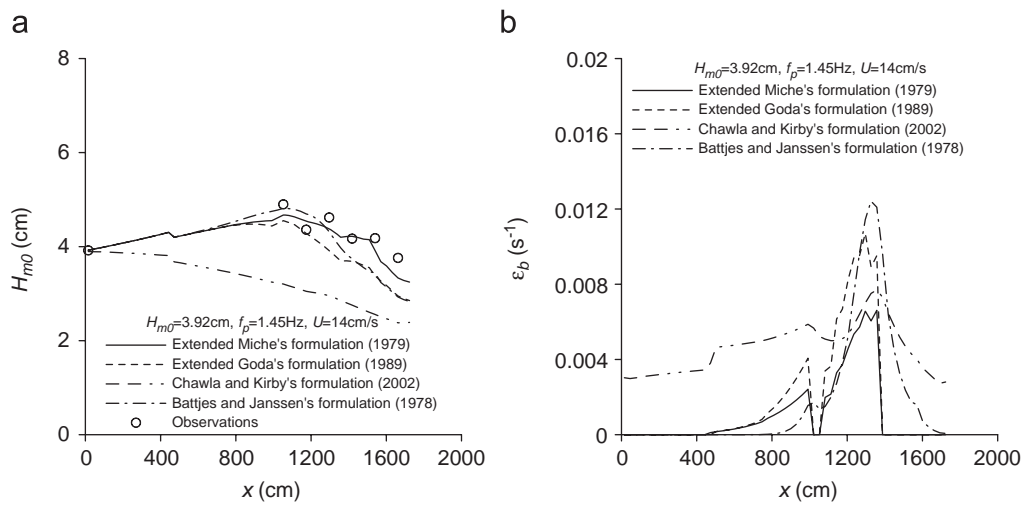 a
b
8
6
4
2
0
H_m0 (cm)
H_m0=3.92cm, f_p=1.45Hz, U=14cm/s
Extended Miche's formulation (1979)
Extended Goda's formulation (1989)
Chawla and Kirby's formulation (2002)
Battjes and Janssen's formulation (1978)
Observations
0 400 800 1200 1600 2000
x (cm)
0.02
0.016
0.012
0.008
0.004
0
ε_b (s^-1)
H_m0=3.92cm, f_p=1.45Hz, U=14cm/s
Extended Miche's formulation (1979)
Extended Goda's formulation (1989)
Chawla and Kirby's formulation (2002)
Battjes and Janssen's formulation (1978)
0 400 800 1200 1600 2000
x (cm)